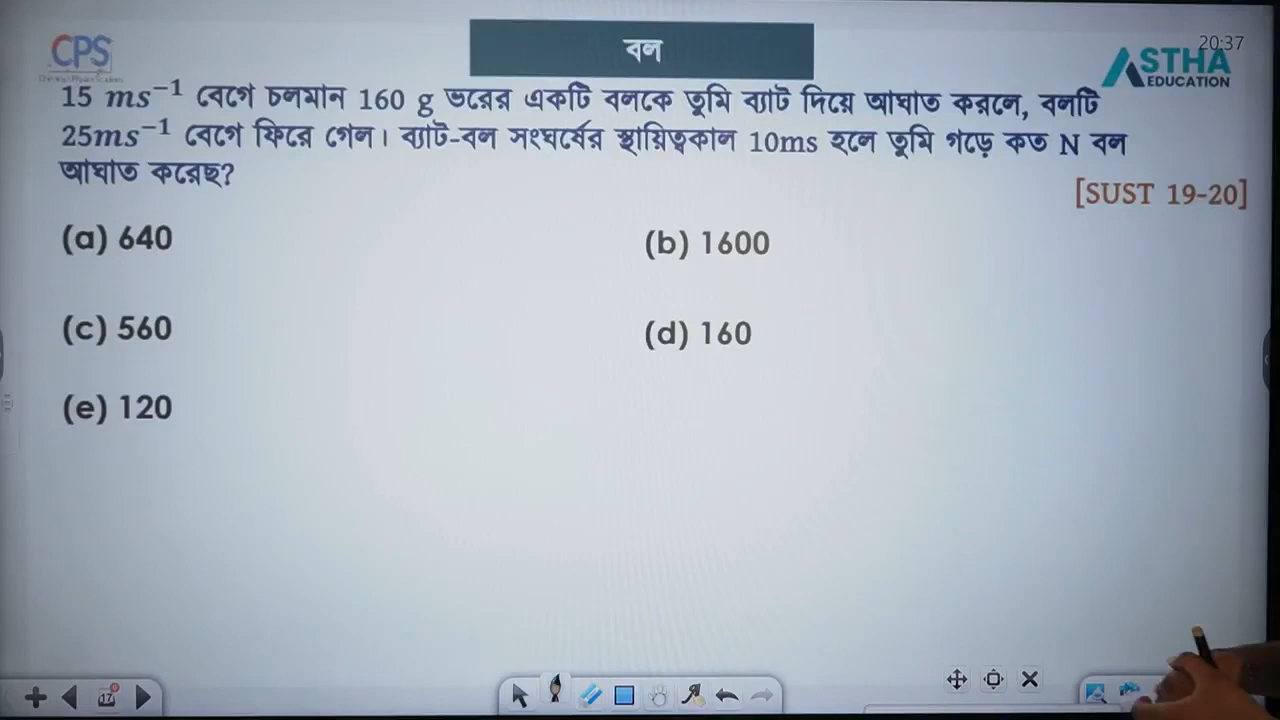 বল
20:37
CPS
ASTHA
EDUCATION
15 ms⁻¹ বেগে চলমান 160 g ভরের একটি বলকে তুমি ব্যাট দিয়ে আঘাত করলে, বলটি
25ms⁻¹ বেগে ফিরে গেল। ব্যাট-বল সংঘর্ষের স্থায়িত্বকাল 10ms হলে তুমি গড়ে কত N বল
আঘাত করেছ?
[SUST 19-20]
(a) 640
(b) 1600
(c) 560
(d) 160
(e) 120
17